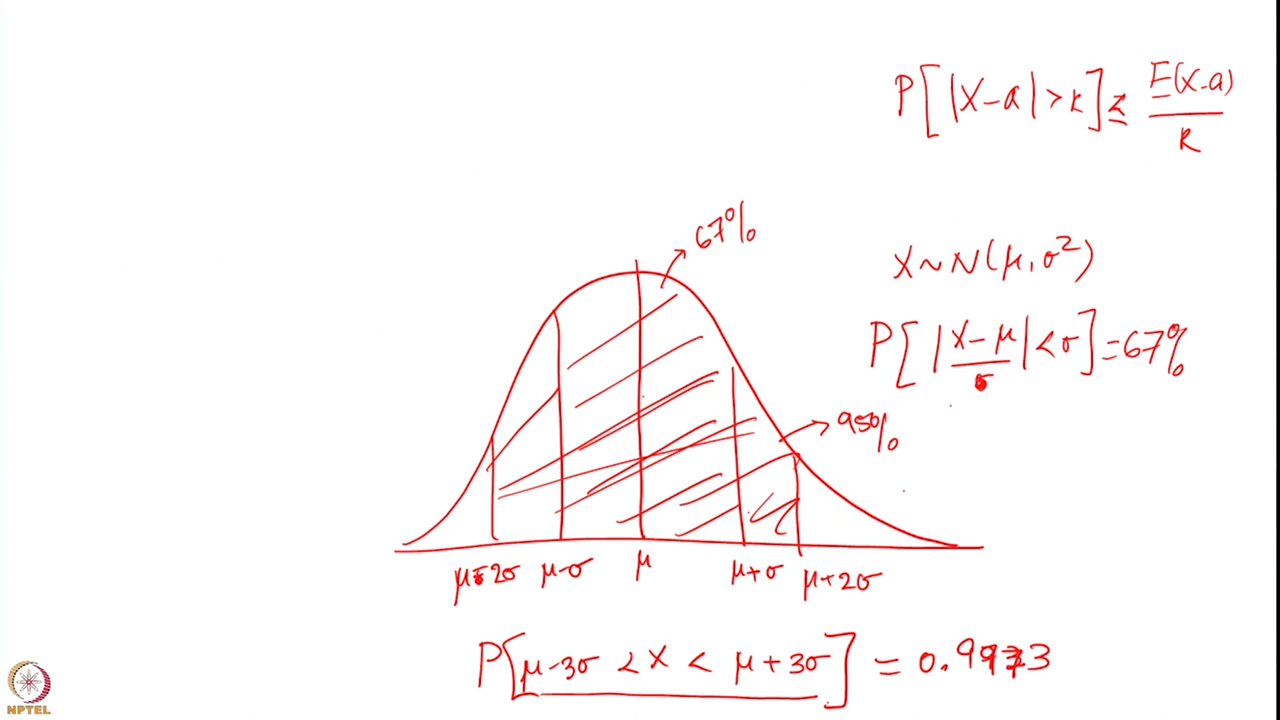 P[ |X-a| > k ] ≤ E(X-a) / k
67%
X ~ N(μ, σ²)
P[ |X-μ / σ| < σ ] = 67%
95%
μ-2σ μ-σ μ μ+σ μ+2σ
P[ μ-3σ < X < μ+3σ ] = 0.9973
NPTEL